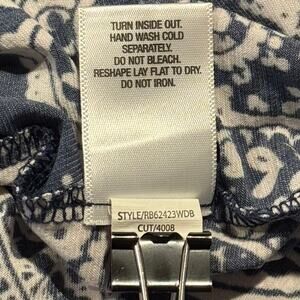 TURN INSIDE OUT.
HAND WASH COLD
SEPARATELY.
DO NOT BLEACH.
RESHAPE LAY FLAT TO DRY.
DO NOT IRON.
STYLE/RB62423WDB
CUT/4008